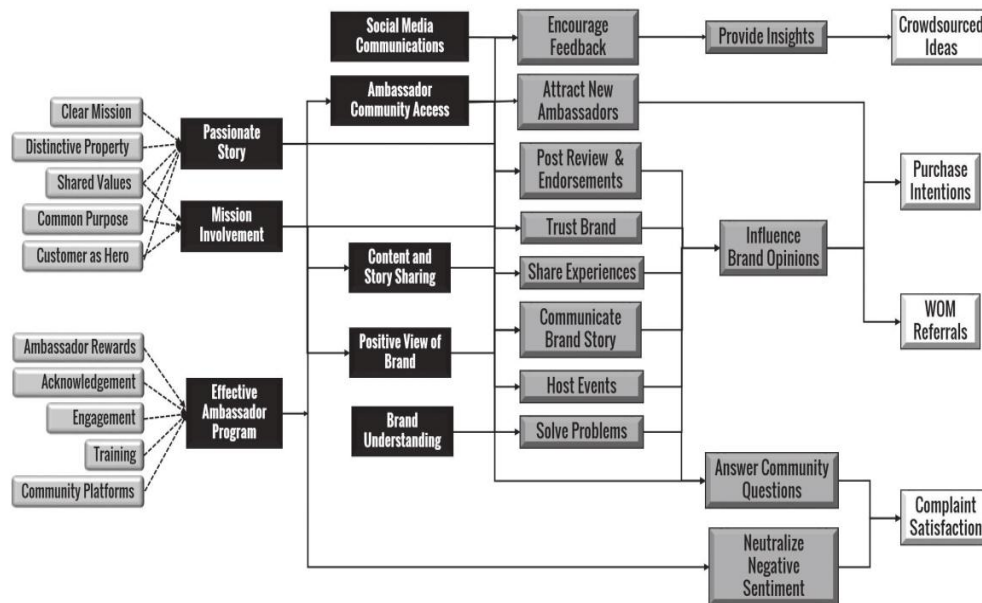 Social Media
Communications
Encourage
Feedback
Provide Insights
Crowdsourced
Ideas
Ambassador
Community Access
Attract New
Ambassadors
Clear Mission
Distinctive Property
Shared Values
Common Purpose
Customer as Hero
Passionate
Story
Mission
Involvement
Post Review &
Endorsements
Trust Brand
Share Experiences
Communicate
Brand Story
Host Events
Solve Problems
Content and
Story Sharing
Positive View of
Brand
Brand
Understanding
Influence
Brand Opinions
Purchase
Intentions
WOM
Referrals
Ambassador Rewards
Acknowledgement
Engagement
Training
Community Platforms
Effective
Ambassador
Program
Answer Community
Questions
Neutralize
Negative
Sentiment
Complaint
Satisfaction